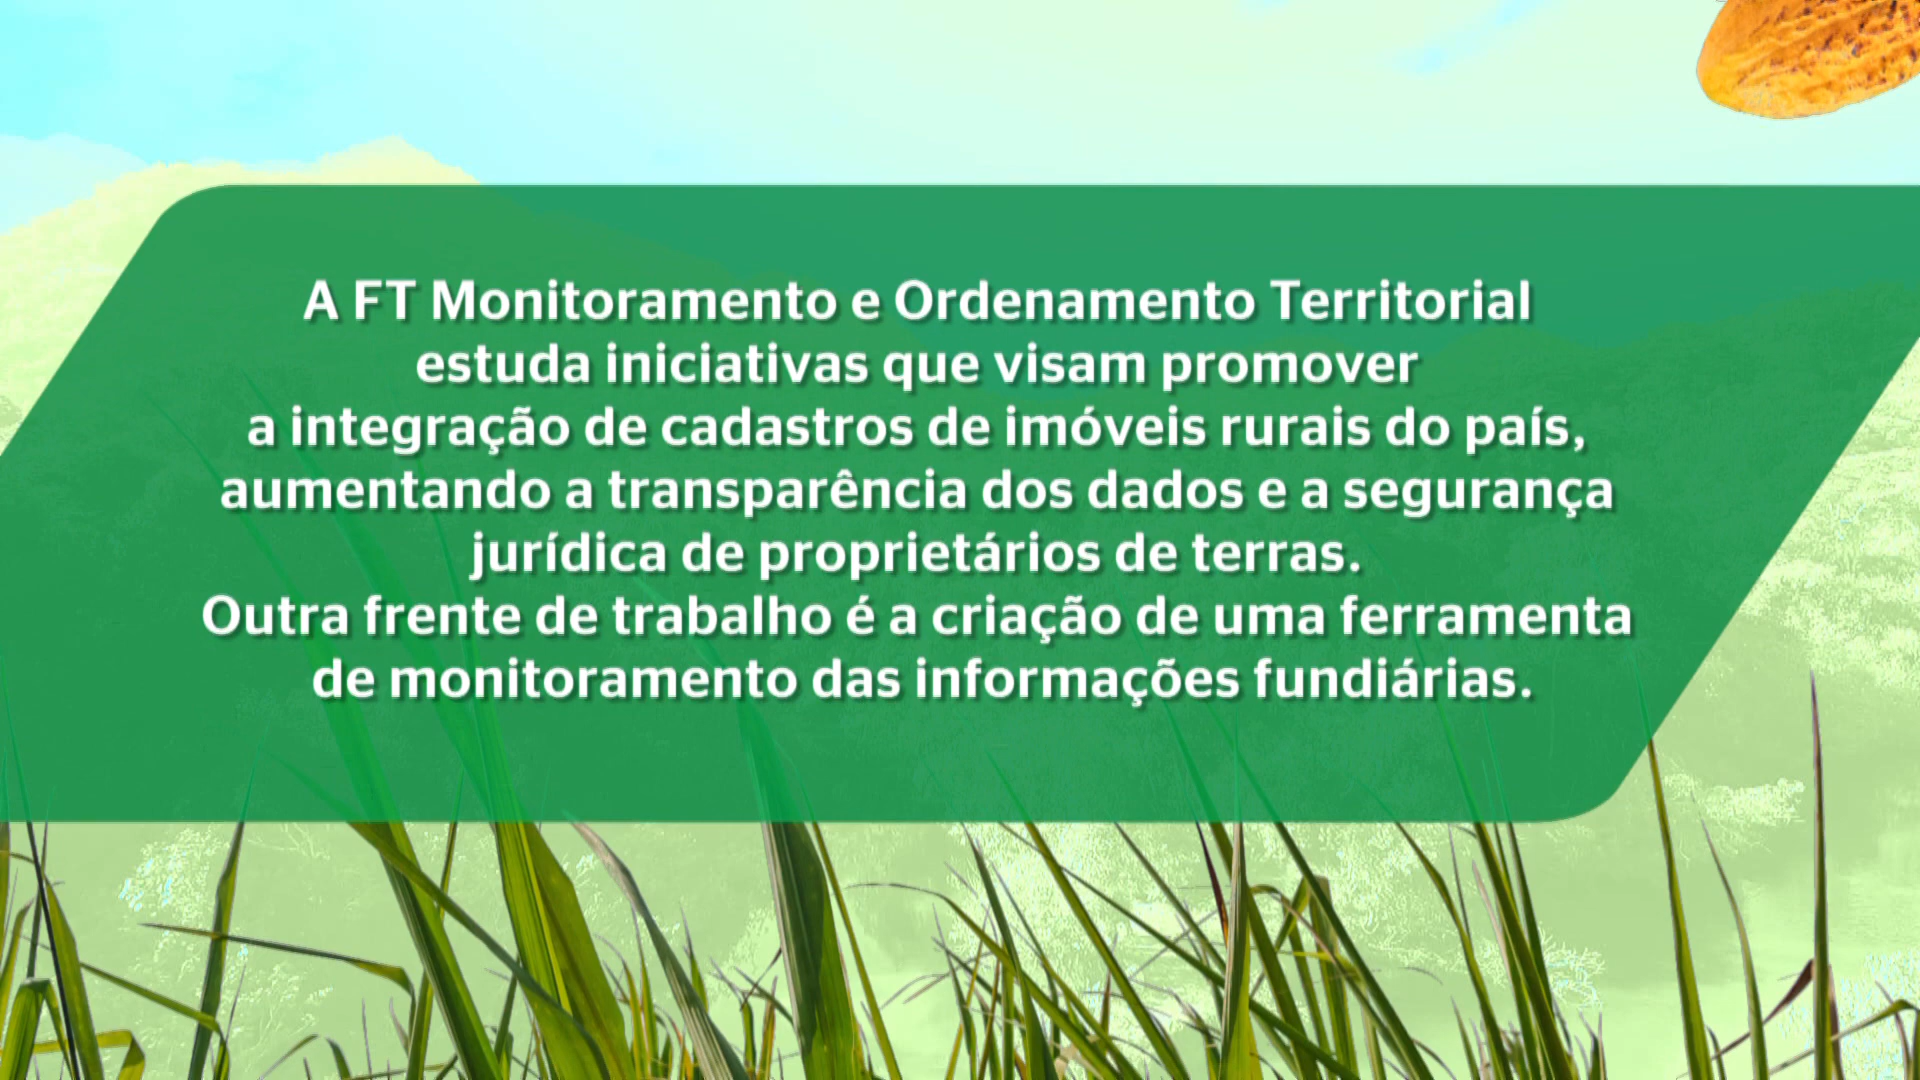 A FT Monitoramento e Ordenamento Territorial
estuda iniciativas que visam promover
a integração de cadastros de imóveis rurais do país,
aumentando a transparência dos dados e a segurança
jurídica de proprietários de terras.
Outra frente de trabalho é a criação de uma ferramenta
de monitoramento das informações fundiárias.